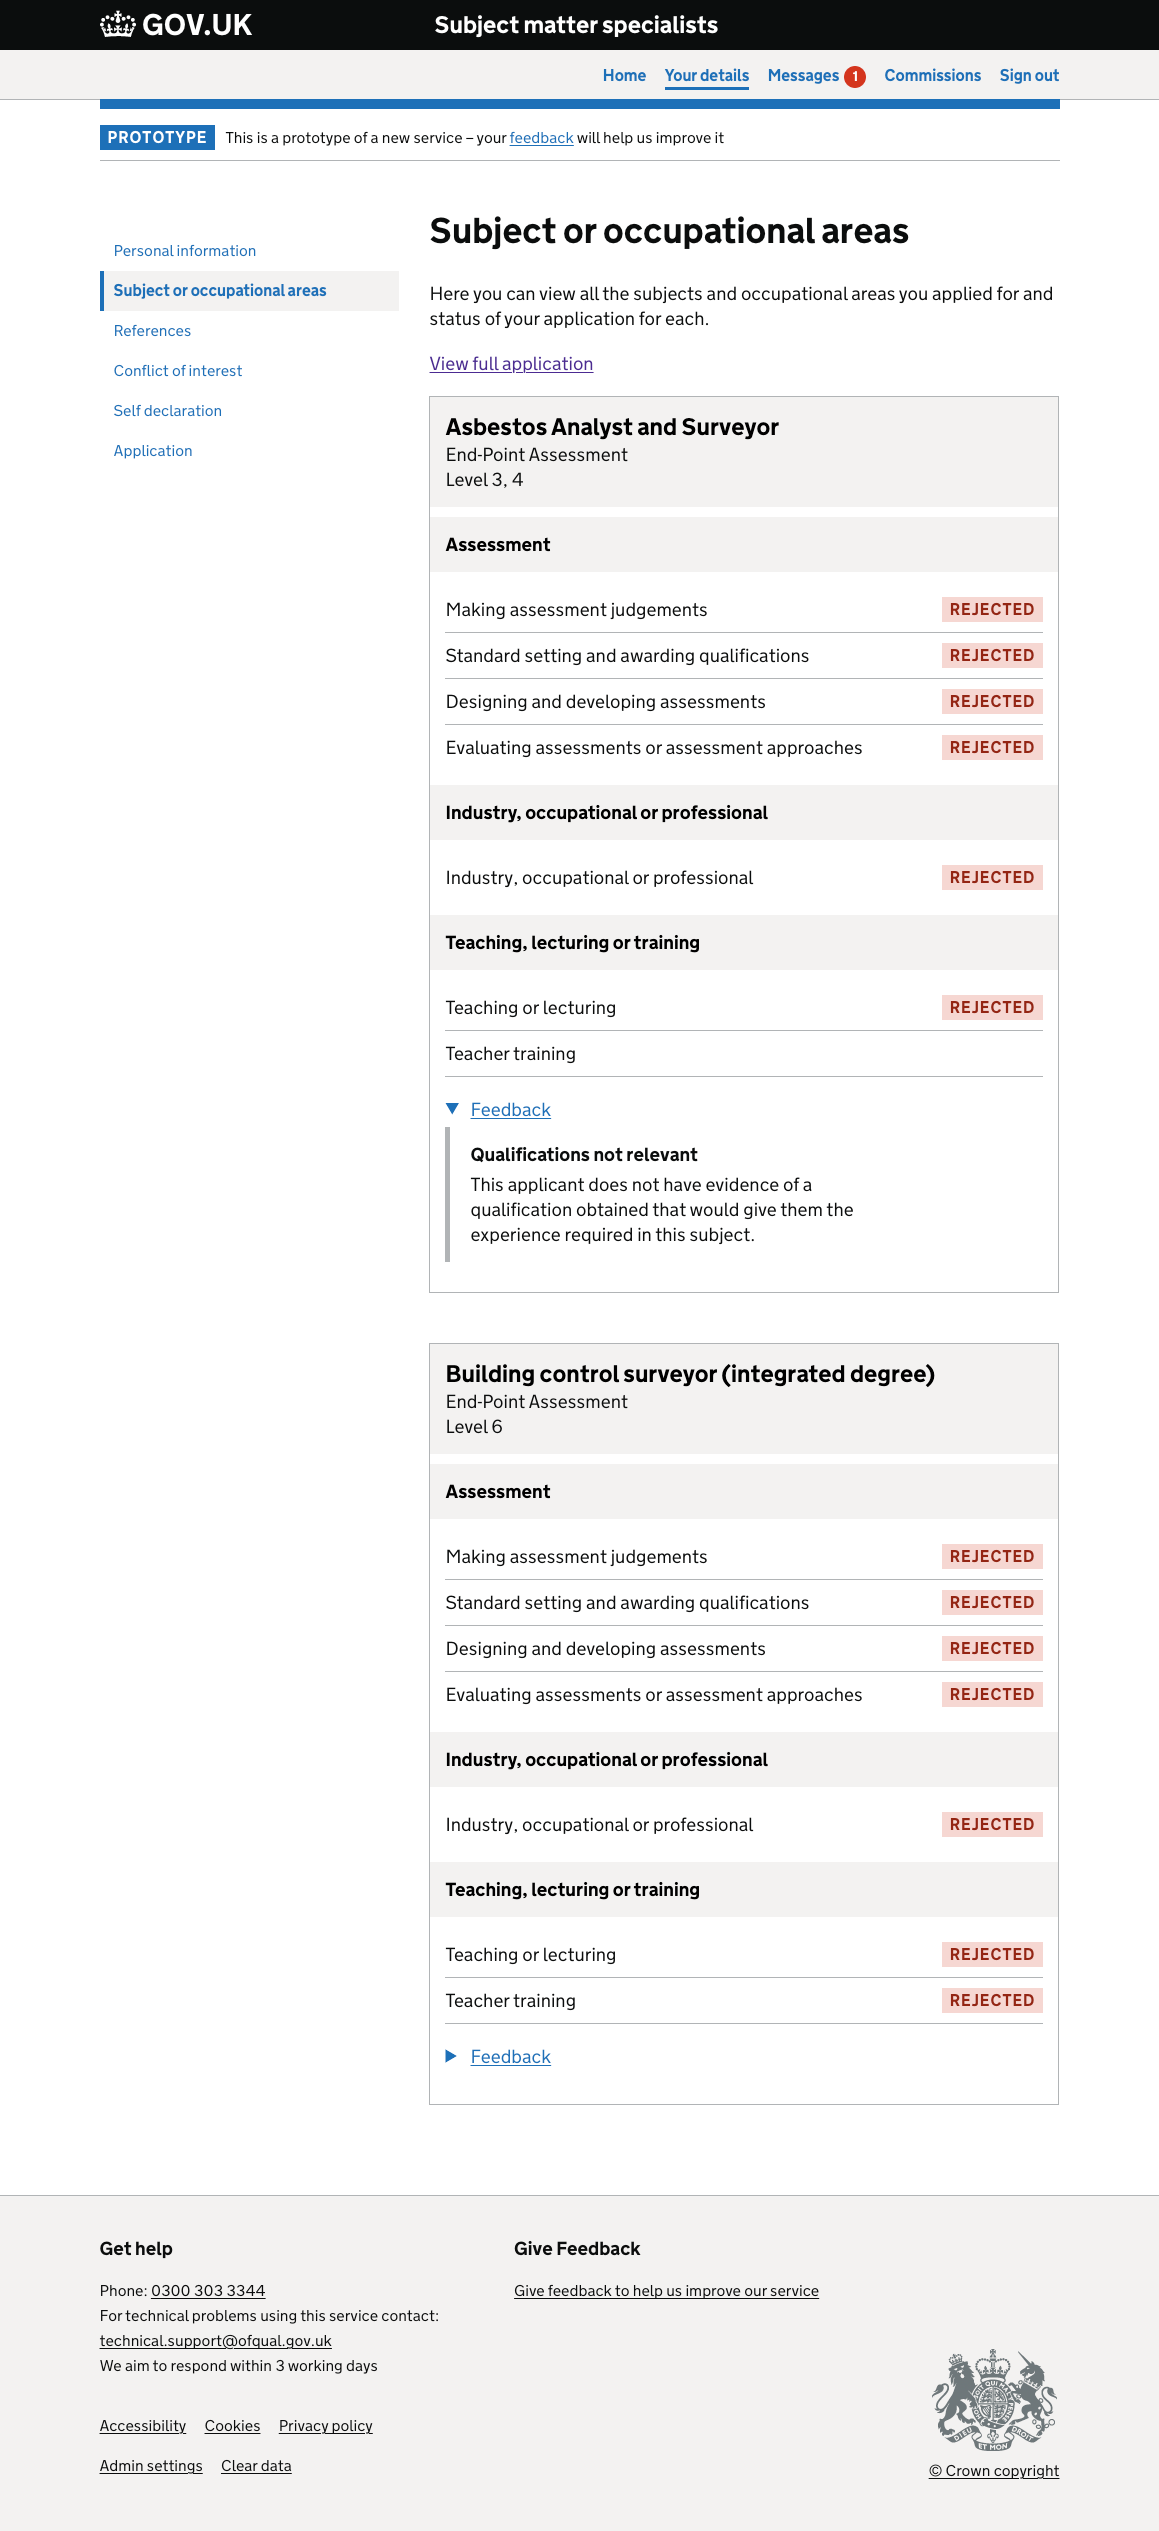 GOV.UK
Subject matter specialists
Home Your details Messages 1 Commissions Sign out
PROTOTYPE This is a prototype of a new service – your feedback will help us improve it
Personal information
Subject or occupational areas
References
Conflict of interest
Self declaration
Application
Subject or occupational areas
Here you can view all the subjects and occupational areas you applied for and
status of your application for each.
View full application
Asbestos Analyst and Surveyor
End-Point Assessment
Level 3, 4
Assessment
Making assessment judgements REJECTED
Standard setting and awarding qualifications REJECTED
Designing and developing assessments REJECTED
Evaluating assessments or assessment approaches REJECTED
Industry, occupational or professional
Industry, occupational or professional REJECTED
Teaching, lecturing or training
Teaching or lecturing REJECTED
Teacher training
Feedback
Qualifications not relevant
This applicant does not have evidence of a
qualification obtained that would give them the
experience required in this subject.
Building control surveyor (integrated degree)
End-Point Assessment
Level 6
Assessment
Making assessment judgements REJECTED
Standard setting and awarding qualifications REJECTED
Designing and developing assessments REJECTED
Evaluating assessments or assessment approaches REJECTED
Industry, occupational or professional
Industry, occupational or professional REJECTED
Teaching, lecturing or training
Teaching or lecturing REJECTED
Teacher training REJECTED
Feedback
Get help
Phone: 0300 303 3344
For technical problems using this service contact:
technical.support@ofqual.gov.uk
We aim to respond within 3 working days
Accessibility Cookies Privacy policy
Admin settings Clear data
Give Feedback
Give feedback to help us improve our service
DIEU ET MON DROIT
© Crown copyright